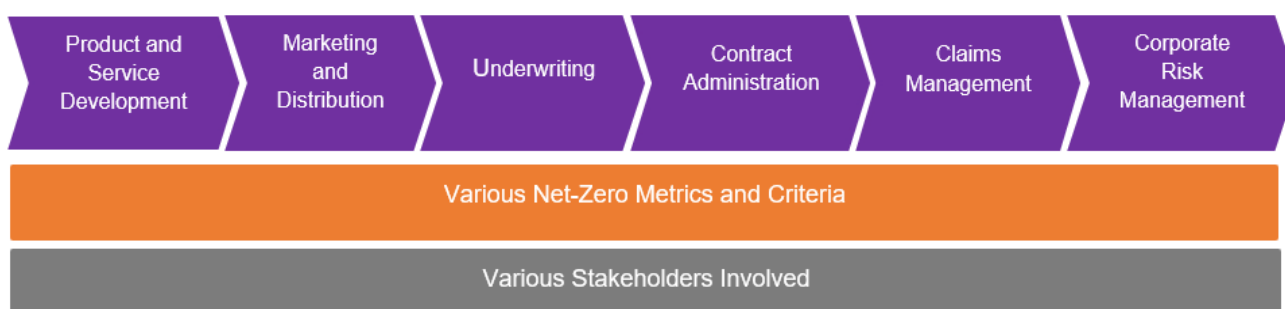 Product and
Service
Development
Marketing
and
Distribution
Underwriting
Contract
Administration
Claims
Management
Corporate
Risk
Management
Various Net-Zero Metrics and Criteria
Various Stakeholders Involved